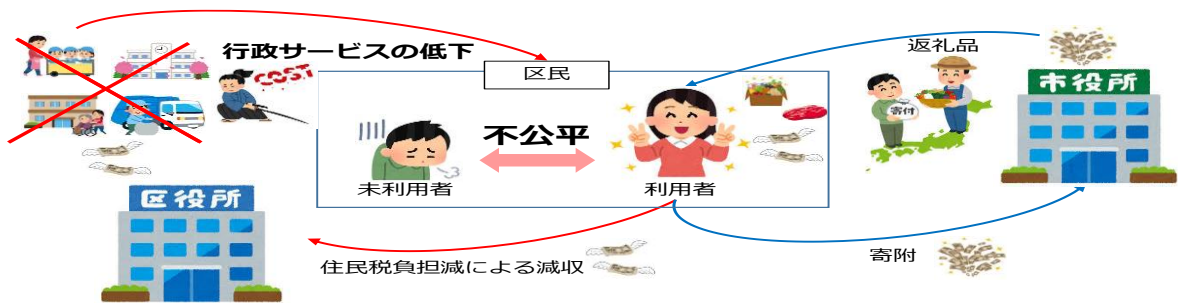 行政サービスの低下
COST
区民
返礼品
市役所
寄付
不公平
未利用者
利用者
区役所
住民税負担減による減収
寄附